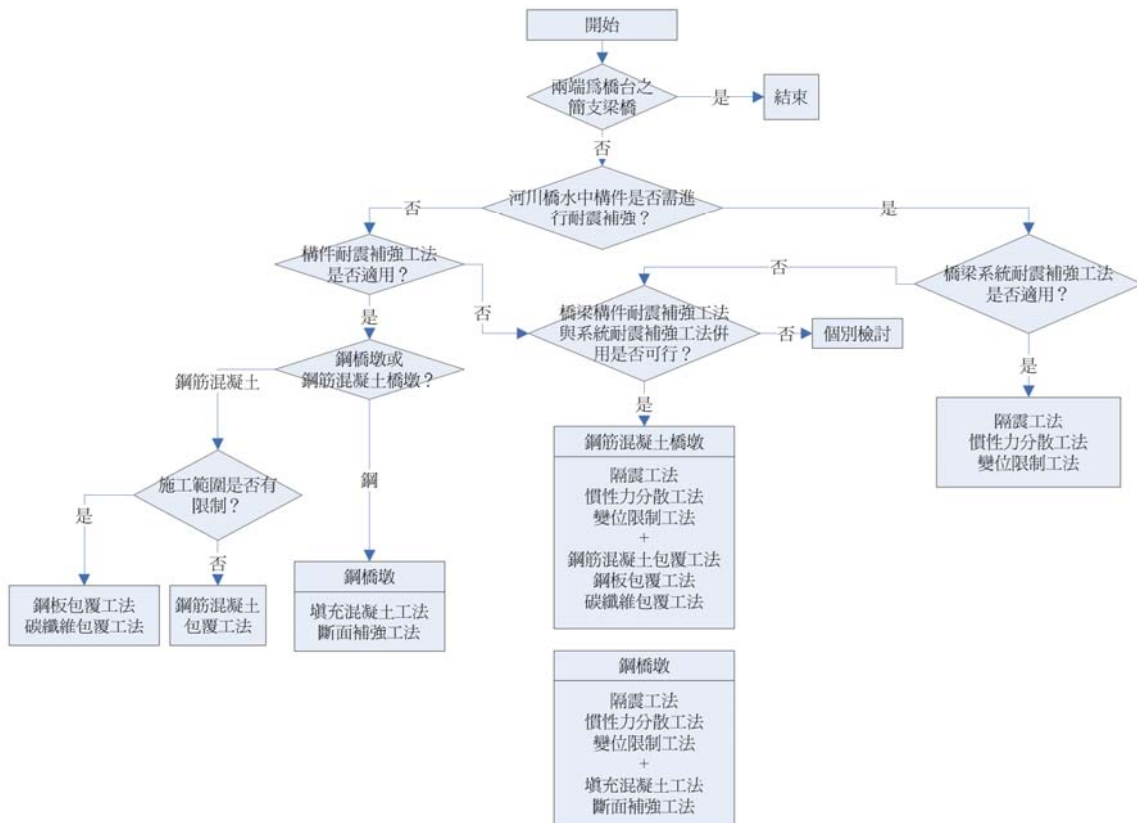 開始
兩端為橋台之
簡支梁橋
是
結束
否
河川橋水中構件是否需進
行耐震補強？
否
是
構件耐震補強工法
是否適用？
否
是
橋梁系統耐震補強工法
是否適用？
否
橋梁構件耐震補強工法
與系統耐震補強工法併
用是否可行？
否
個別檢討
是
是
鋼橋墩或
鋼筋混凝土橋墩？
鋼筋混凝土
鋼
施工範圍是否有
限制？
是
否
鋼板包覆工法
碳纖維包覆工法
鋼筋混凝土
包覆工法
鋼橋墩
填充混凝土工法
斷面補強工法
鋼筋混凝土橋墩
隔震工法
慣性力分散工法
變位限制工法
+
鋼筋混凝土包覆工法
鋼板包覆工法
碳纖維包覆工法
隔震工法
慣性力分散工法
變位限制工法
鋼橋墩
隔震工法
慣性力分散工法
變位限制工法
+
填充混凝土工法
斷面補強工法